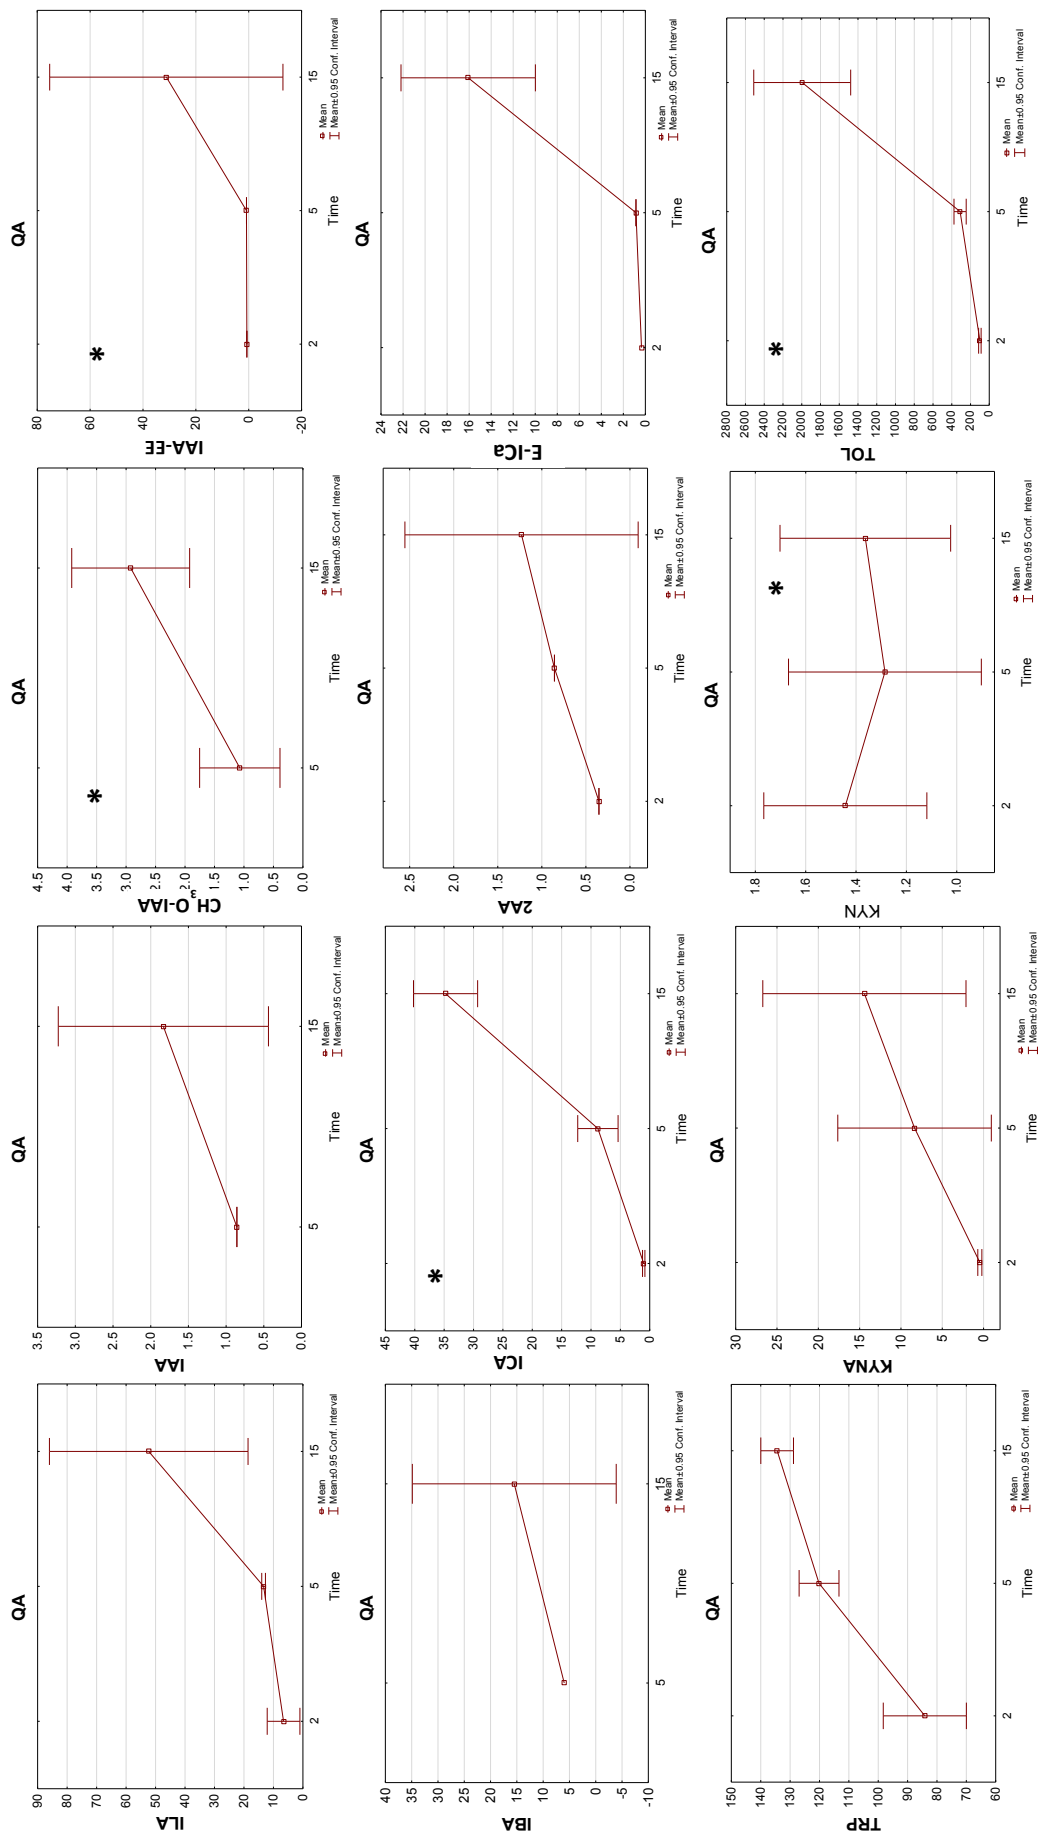 QA
ILA
90
80
70
60
50
40
30
20
10
0
2
5
15
Time
Mean
Mean±0.95 Conf. Interval
QA
IAA
3.5
3.0
2.5
2.0
1.5
1.0
0.5
0.0
5
15
Time
Mean
Mean±0.95 Conf. Interval
QA
*
CH3O-IAA
4.5
4.0
3.5
3.0
2.5
2.0
1.5
1.0
0.5
0.0
5
15
Time
Mean
Mean±0.95 Conf. Interval
QA
*
IAA-EE
80
60
40
20
0
-20
2
5
15
Time
Mean
Mean±0.95 Conf. Interval
QA
IBA
40
35
30
25
20
15
10
5
0
-5
-10
5
15
Time
Mean
Mean±0.95 Conf. Interval
QA
*
ICA
45
40
35
30
25
20
15
10
5
0
2
5
15
Time
Mean
Mean±0.95 Conf. Interval
QA
2AA
2.5
2.0
1.5
1.0
0.5
0.0
2
5
15
Time
Mean
Mean±0.95 Conf. Interval
QA
E-ICa
24
22
20
18
16
14
12
10
8
6
4
2
0
2
5
15
Time
Mean
Mean±0.95 Conf. Interval
QA
TRP
150
140
130
120
110
100
90
80
70
60
2
5
15
Time
Mean
Mean±0.95 Conf. Interval
QA
KYNA
30
25
20
15
10
5
0
2
5
15
Time
Mean
Mean±0.95 Conf. Interval
QA
*
KYN
1.8
1.6
1.4
1.2
1.0
2
5
15
Time
Mean
Mean±0.95 Conf. Interval
QA
*
TOL
2800
2600
2400
2200
2000
1800
1600
1400
1200
1000
800
600
400
200
0
2
5
15
Time
Mean
Mean±0.95 Conf. Interval